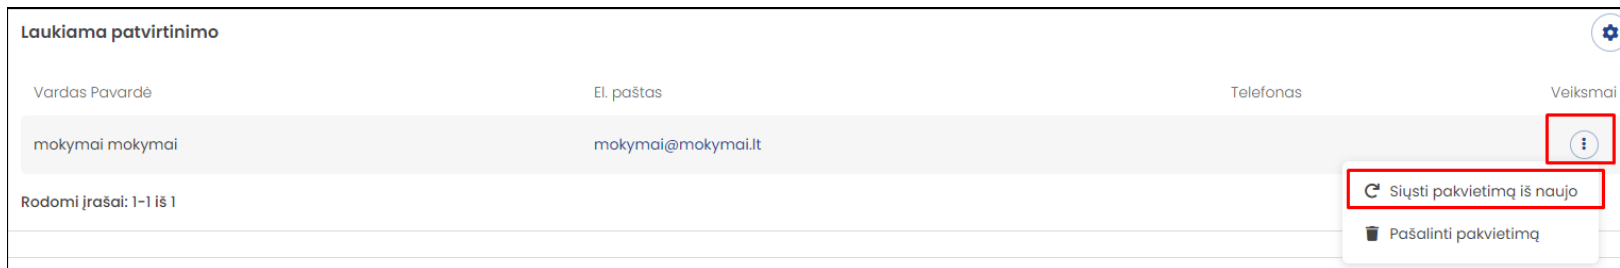 Laukiama patvirtinimo
Vardas Pavardė El. paštas Telefonas Veiksmai
mokymai mokymai mokymai@mokymai.lt
Siųsti pakvietimą iš naujo
Rodomi įrašai: 1-1 iš 1
Pašalinti pakvietimą